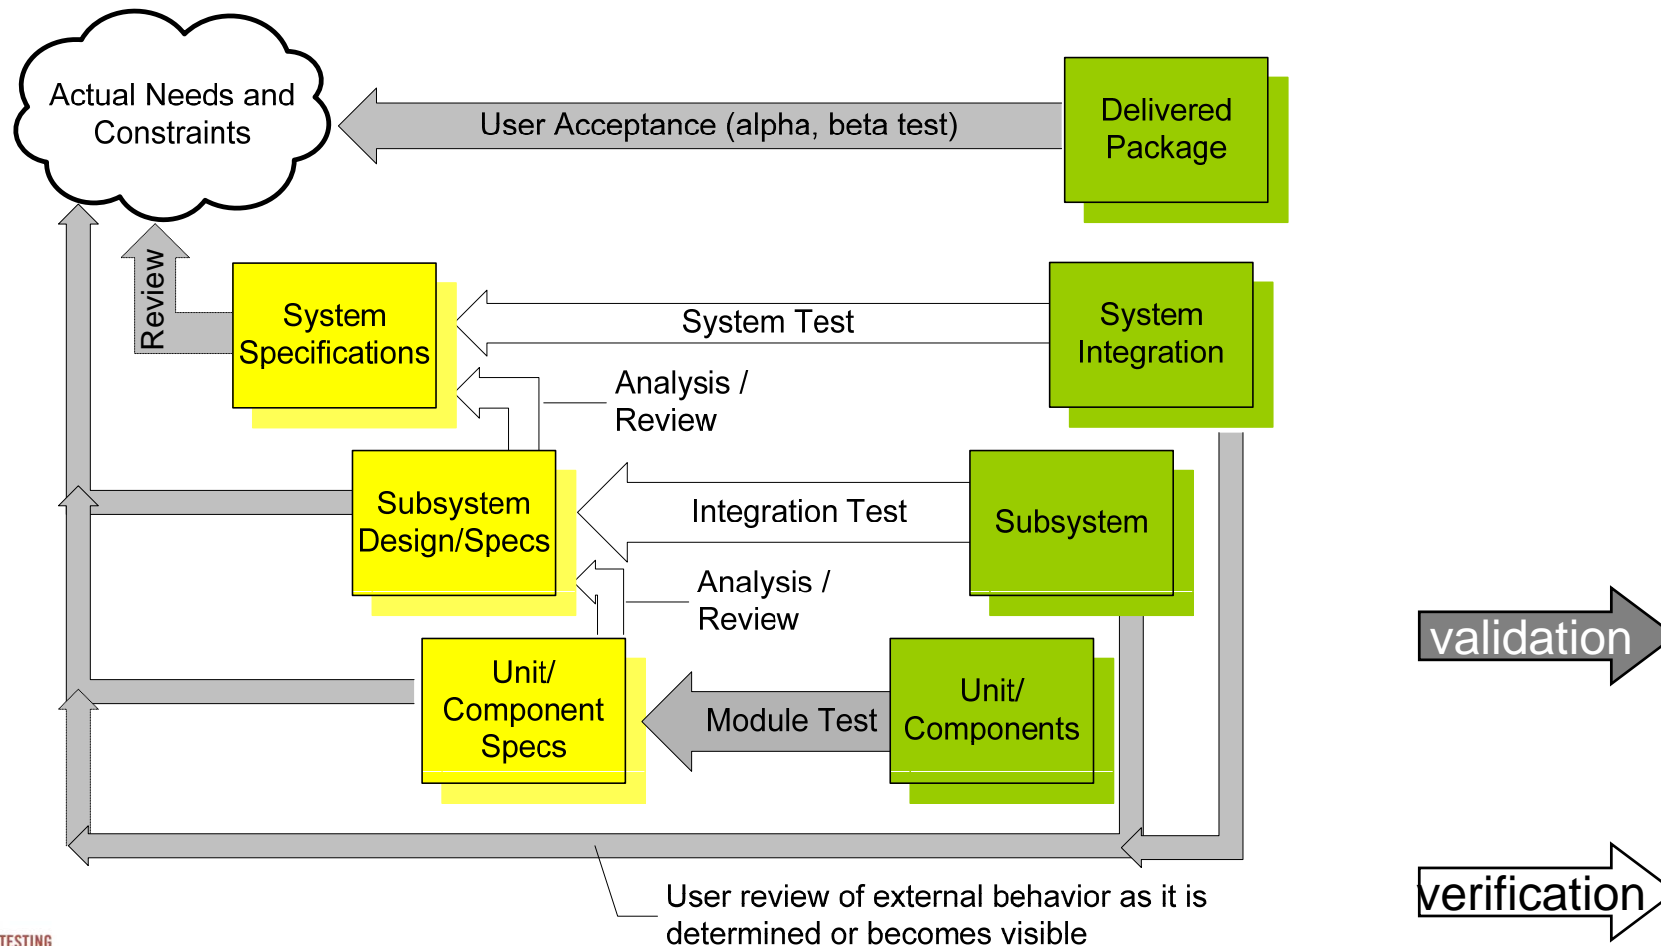 Actual Needs and
Constraints
User Acceptance (alpha, beta test)
Delivered
Package
Review
System
Specifications
System Test
System
Integration
Analysis /
Review
Subsystem
Design/Specs
Integration Test
Subsystem
Analysis /
Review
Unit/
Component
Specs
Module Test
Unit/
Components
validation
verification
User review of external behavior as it is
determined or becomes visible
TESTING